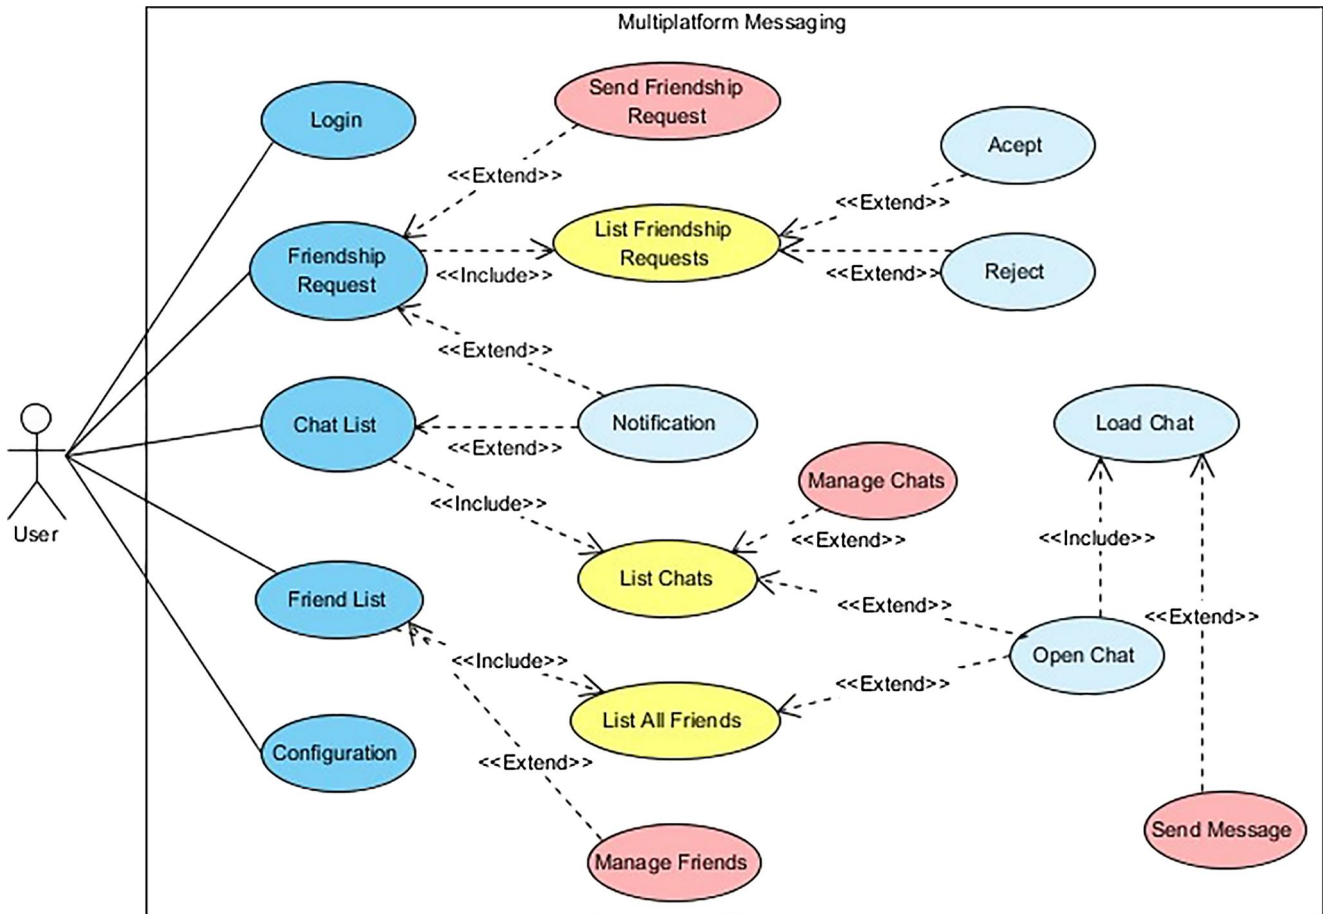 Multiplatform Messaging
Send Friendship
Request
Login
Acept
<<Extend>>
<<Extend>>
List Friendship
Requests
Friendship
Request
<<Include>>
<<Extend>>
Reject
<<Extend>>
Chat List
Notification
Load Chat
<<Extend>>
Manage Chats
<<Include>>
User
<<Extend>>
<<Include>>
List Chats
Friend List
<<Extend>>
<<Extend>>
Open Chat
<<Include>>
<<Extend>>
List All Friends
Configuration
<<Extend>>
Send Message
Manage Friends